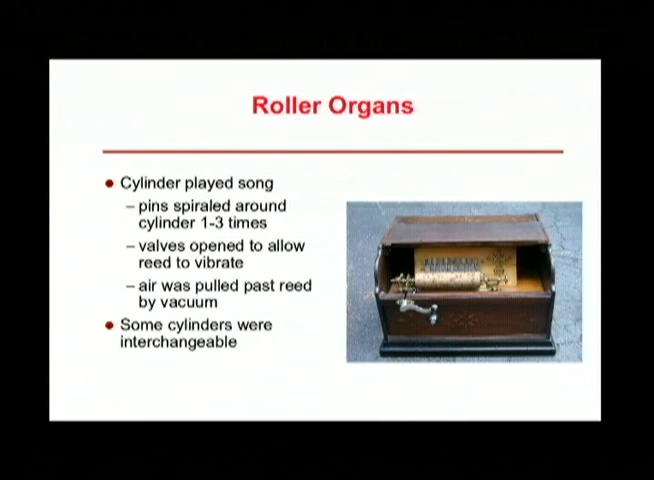 Roller Organs
Cylinder played song
– pins spiraled around
cylinder 1-3 times
– valves opened to allow
reed to vibrate
– air was pulled past reed
by vacuum
Some cylinders were
interchangeable